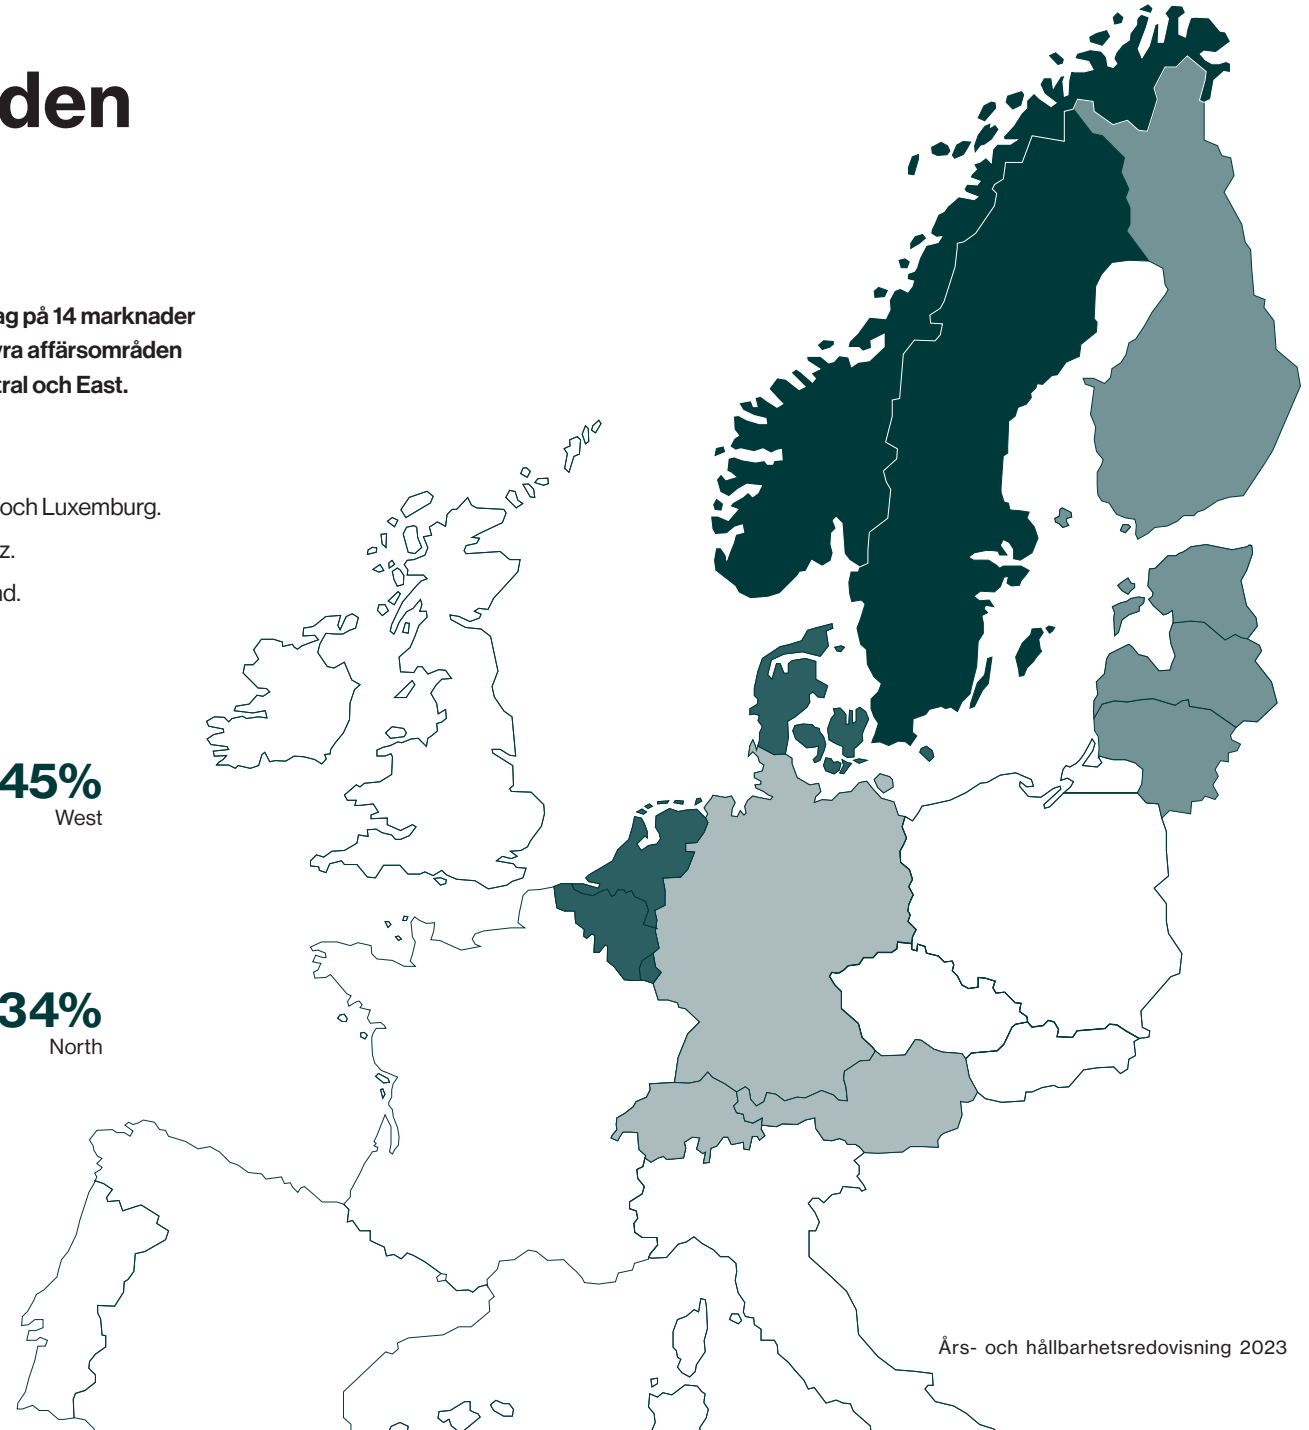 den
ag på 14 marknader
yra affärsområden
tral och East.
och Luxemburg.
z.
nd.
45%
West
34%
North
Års- och hållbarhetsredovisning 2023